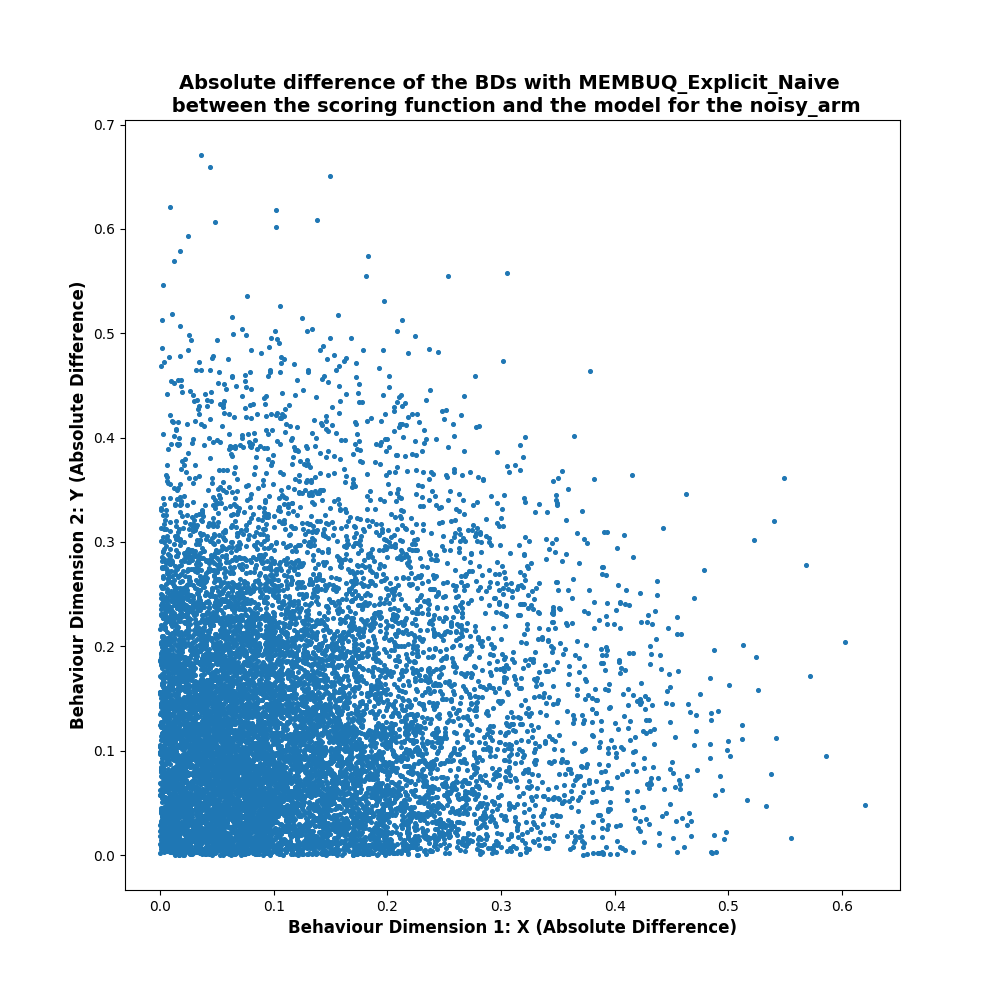 Absolute difference of the BDs with MEMBUQ_Explicit_Naive
between the scoring function and the model for the noisy_arm
0.7
0.6
0.5
0.4
0.3
0.2
0.1
0.0
Behaviour Dimension 2: Y (Absolute Difference)
0.0 0.1 0.2 0.3 0.4 0.5 0.6
Behaviour Dimension 1: X (Absolute Difference)